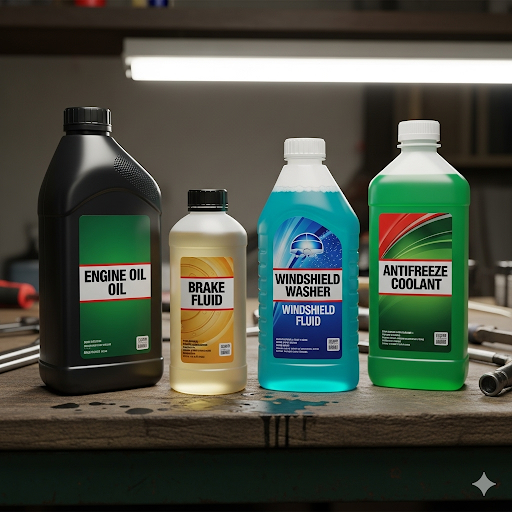 ENGINE OIL
OIL
BRAKE
FLUID
WINDSHIELD
WASHER
WINDSHIELD
FLUID
ANTIFREEZE
COOLANT